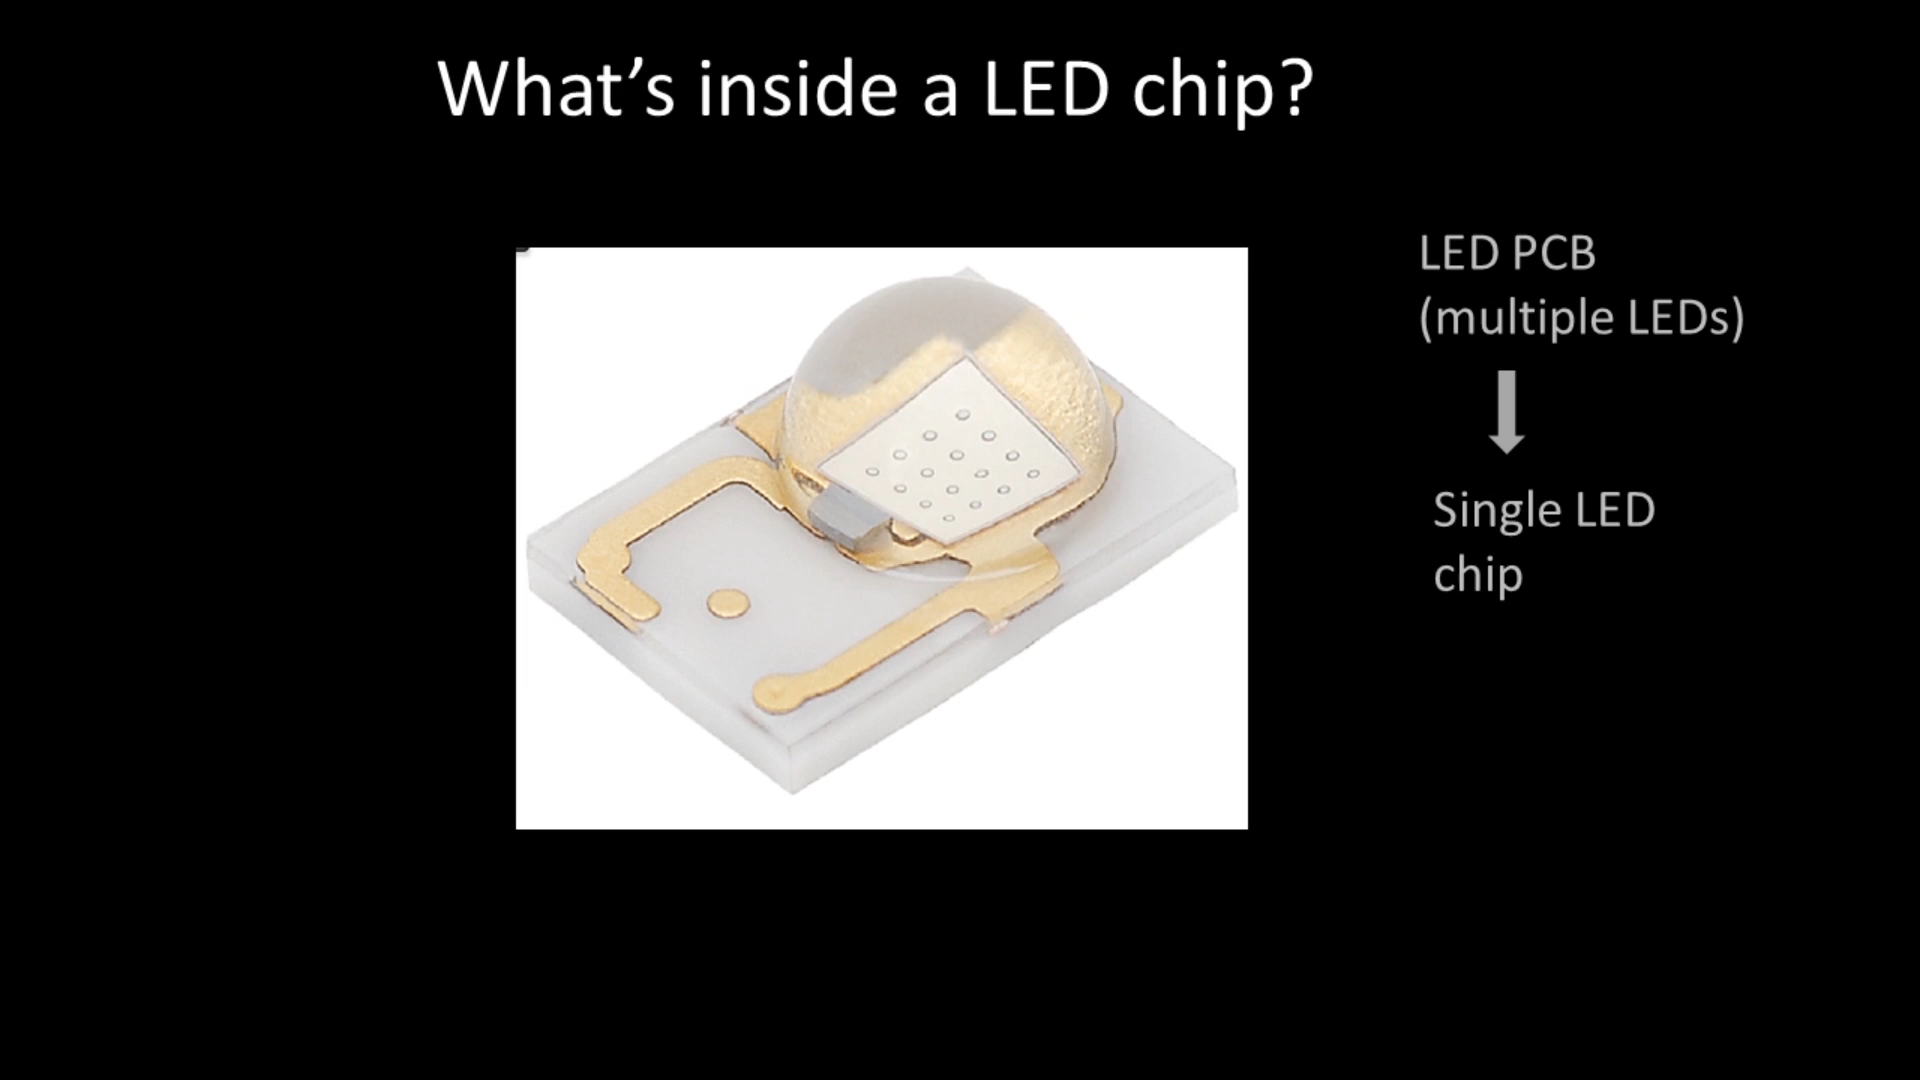 What’s inside a LED chip?
LED PCB
(multiple LEDs)
Single LED
chip